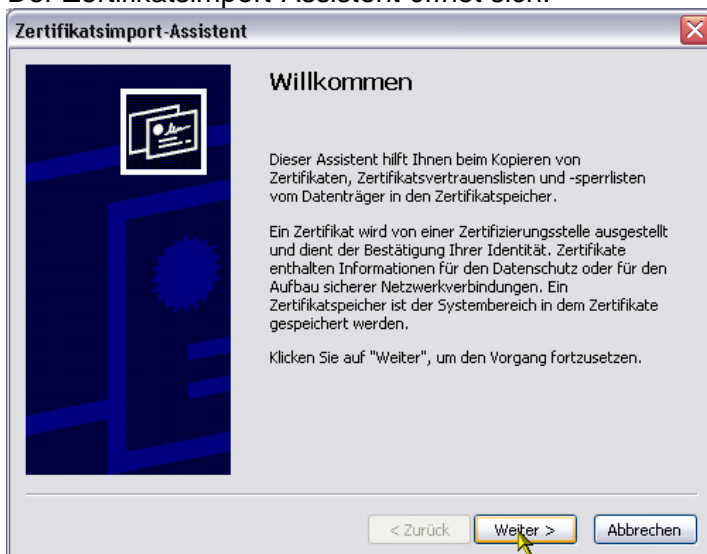 Der Zertifikatsimport-Assistent öffnet sich.
Zertifikatsimport-Assistent
Willkommen
Dieser Assistent hilft Ihnen beim Kopieren von
Zertifikaten, Zertifikatsvertrauenslisten und -sperrlisten
vom Datenträger in den Zertifikatspeicher.
Ein Zertifikat wird von einer Zertifizierungsstelle ausgestellt
und dient der Bestätigung Ihrer Identität. Zertifikate
enthalten Informationen für den Datenschutz oder für den
Aufbau sicherer Netzwerkverbindungen. Ein
Zertifikatspeicher ist der Systembereich in dem Zertifikate
gespeichert werden.
Klicken Sie auf "Weiter", um den Vorgang fortzusetzen.
< Zurück Weiter > Abbrechen